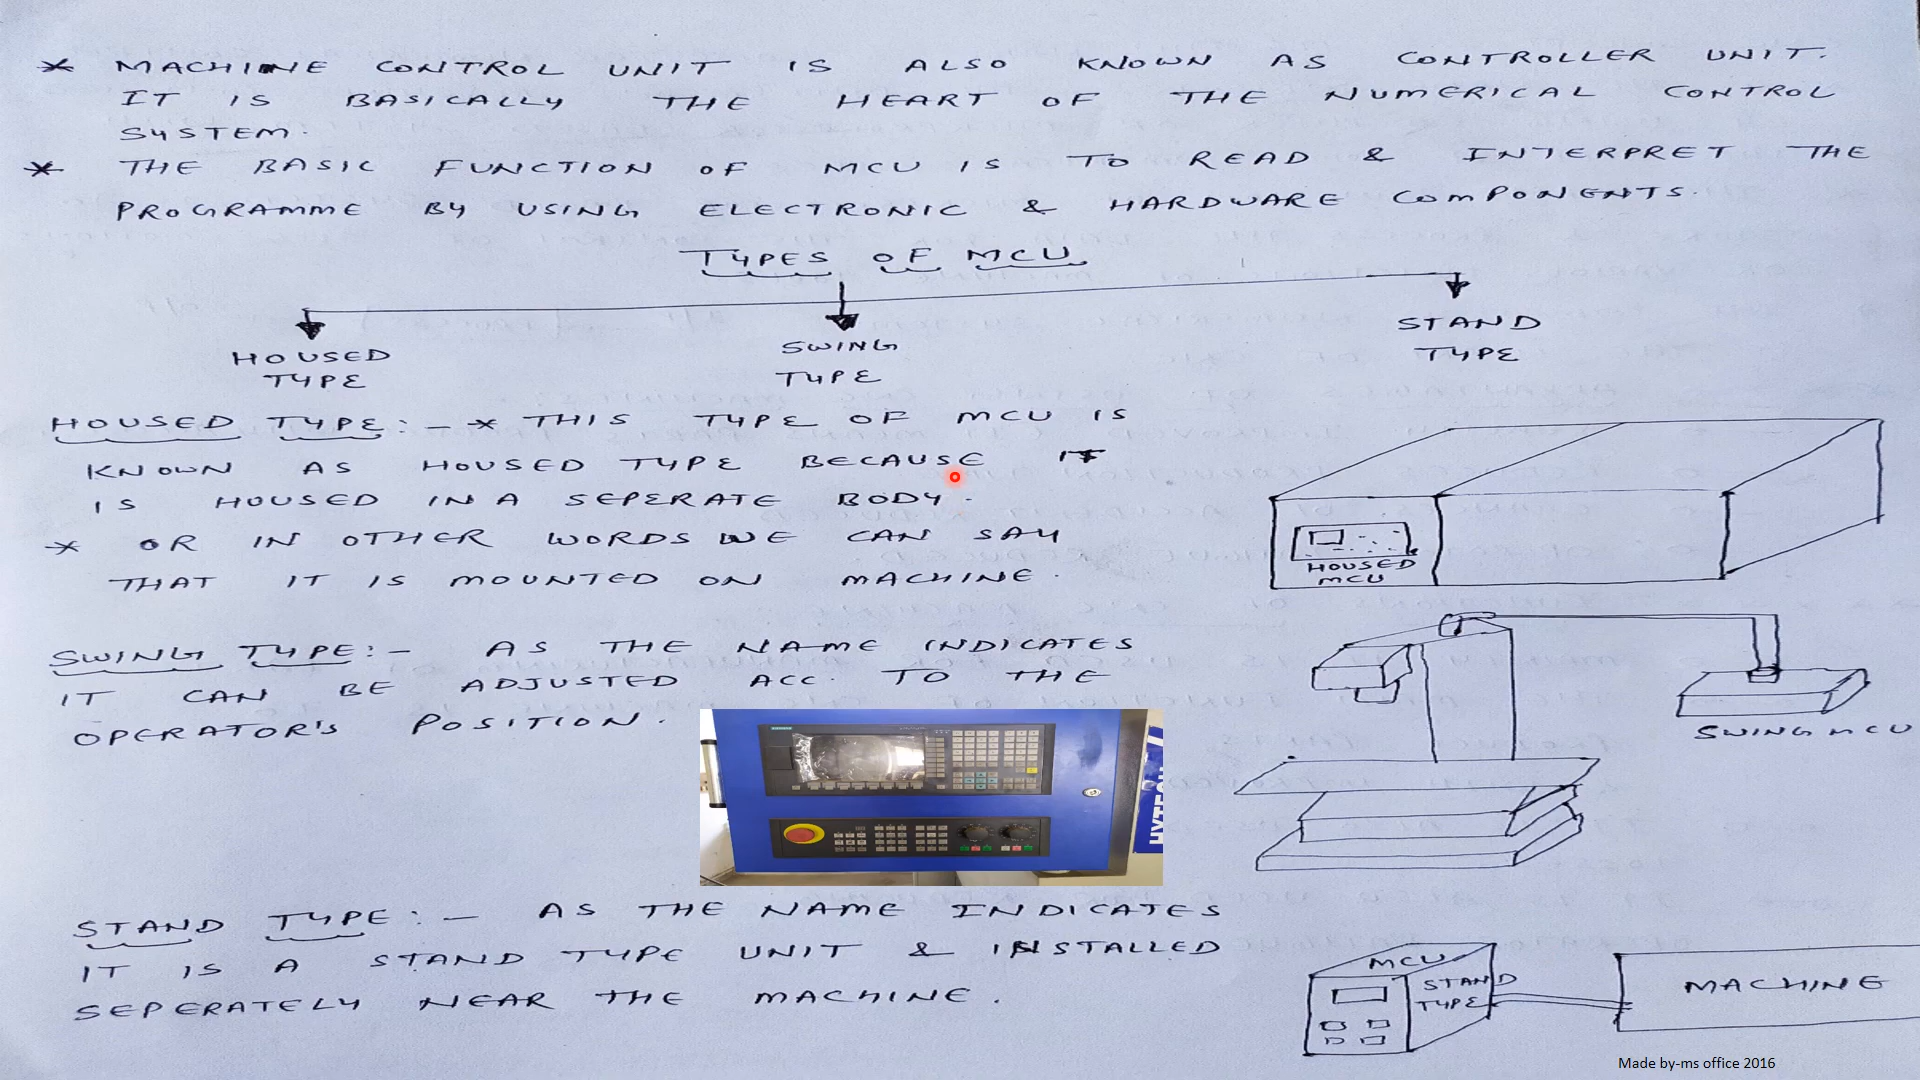 * MACHINE CONTROL UNIT IS ALSO KNOWN AS CONTROLLER UNIT.
IT IS BASICALLY THE HEART OF THE NUMERICAL CONTROL
SYSTEM.
* THE BASIC FUNCTION OF MCU IS TO READ & INTERPRET THE
PROGRAMME BY USING ELECTRONIC & HARDWARE COMPONENTS.
TYPES OF MCU
HOUSED
TYPE
SWING
TYPE
STAND
TYPE
HOUSED TYPE:- * THIS TYPE OF MCU IS
KNOWN AS HOUSED TYPE BECAUSE IT
IS HOUSED IN A SEPERATE BODY.
* OR IN OTHER WORDS WE CAN SAY
THAT IT IS MOUNTED ON MACHINE.
HOUSED
MCU
SWING TYPE:- AS THE NAME INDICATES
IT CAN BE ADJUSTED ACC. TO THE
OPERATOR'S POSITION.
SWING MCU
HYTECH
STAND TYPE:- AS THE NAME INDICATES
IT IS A STAND TYPE UNIT & INSTALLED
SEPERATELY NEAR THE MACHINE.
MCU
STAND
TYPE
MACHINE
Made by-ms office 2016